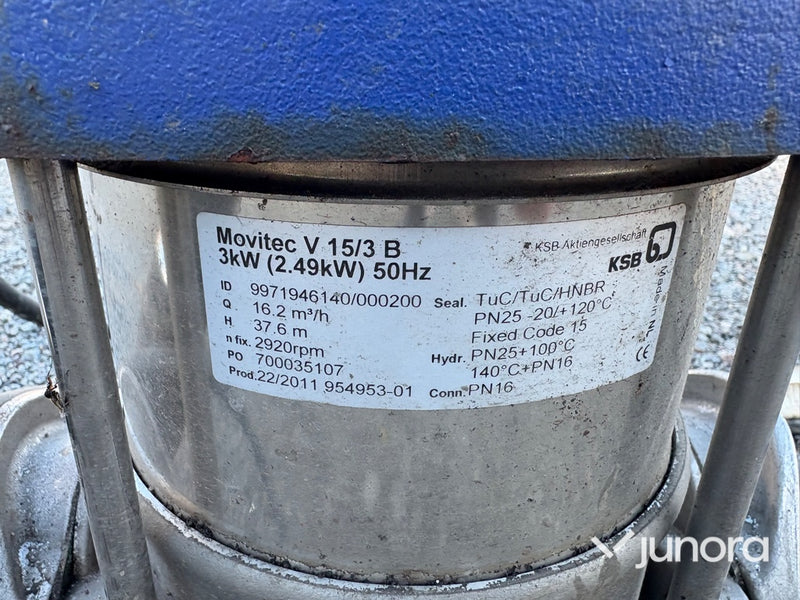 Movitec V 15/3 B
3kW (2.49kW) 50Hz
KSB Aktiengesellschaft
KSB
ID 9971946140/000200
Q 16.2 m³/h
H 37.6 m
n fix. 2920rpm
PO 700035107
Prod. 22/2011 954953-01
Seal. TuC/TuC/HNBR
PN25 -20/+120°C
Fixed Code 15
Hydr. PN25+100°C
140°C+PN16
Conn. PN16
Made in NL
CE
junora